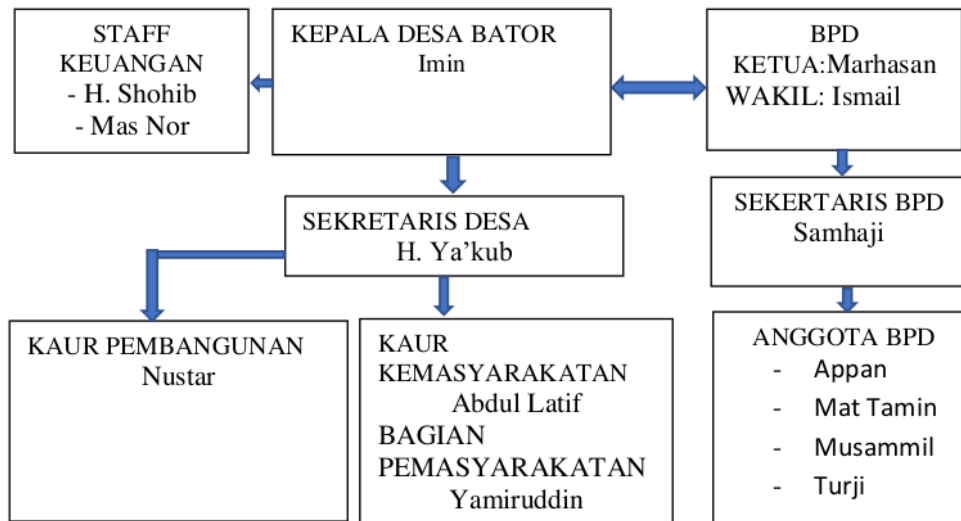 STAFF
KEUANGAN
- H. Shohib
- Mas Nor
KEPALA DESA BATOR
Imin
BPD
KETUA:Marhasan
WAKIL: Ismail
SEKRETARIS DESA
H. Ya’kub
SEKERTARIS BPD
Samhaji
KAUR PEMBANGUNAN
Nustar
KAUR
KEMASYARAKATAN
Abdul Latif
BAGIAN
PEMASYARAKATAN
Yamiruddin
ANGGOTA BPD
- Appan
- Mat Tamin
- Musammil
- Turji